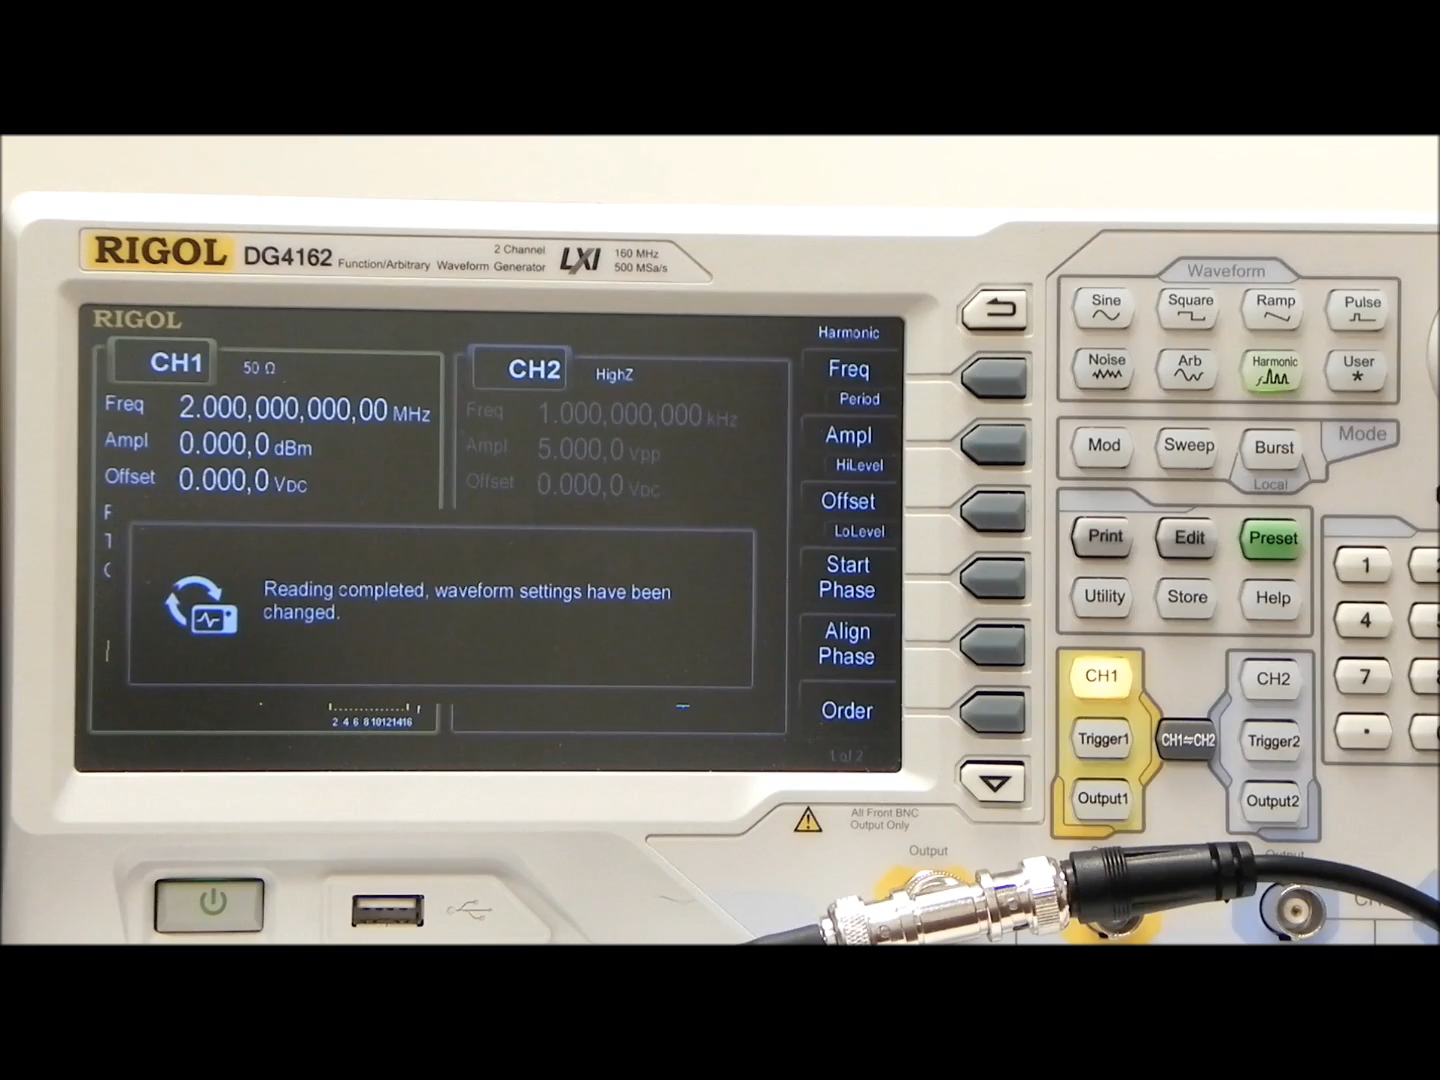 RIGOL DG4162 Function/Arbitrary Waveform Generator
2 Channel
LXI
160 MHz
500 MSa/s
RIGOL
CH1 50 Ω
Freq 2.000,000,000,00 MHz
Ampl 0.000,0 dBm
Offset 0.000,0 VDC
CH2 HighZ
Freq 1.000,000,000 kHz
Ampl 5.000,0 Vpp
Offset 0.000,0 VDC
Reading completed, waveform settings have been
changed.
2 4 6 8 10121416
Harmonic
Freq
Period
Ampl
HiLevel
Offset
LoLevel
Start
Phase
Align
Phase
Order
1 of 2
Waveform
Sine
Square
Ramp
Pulse
Noise
Arb
Harmonic
User
Mod
Sweep
Burst
Mode
Local
Print
Edit
Preset
Utility
Store
Help
1
4
7
.
CH1
CH2
Trigger1
CH1⇌CH2
Trigger2
Output1
Output2
All Front BNC
Output Only
Output